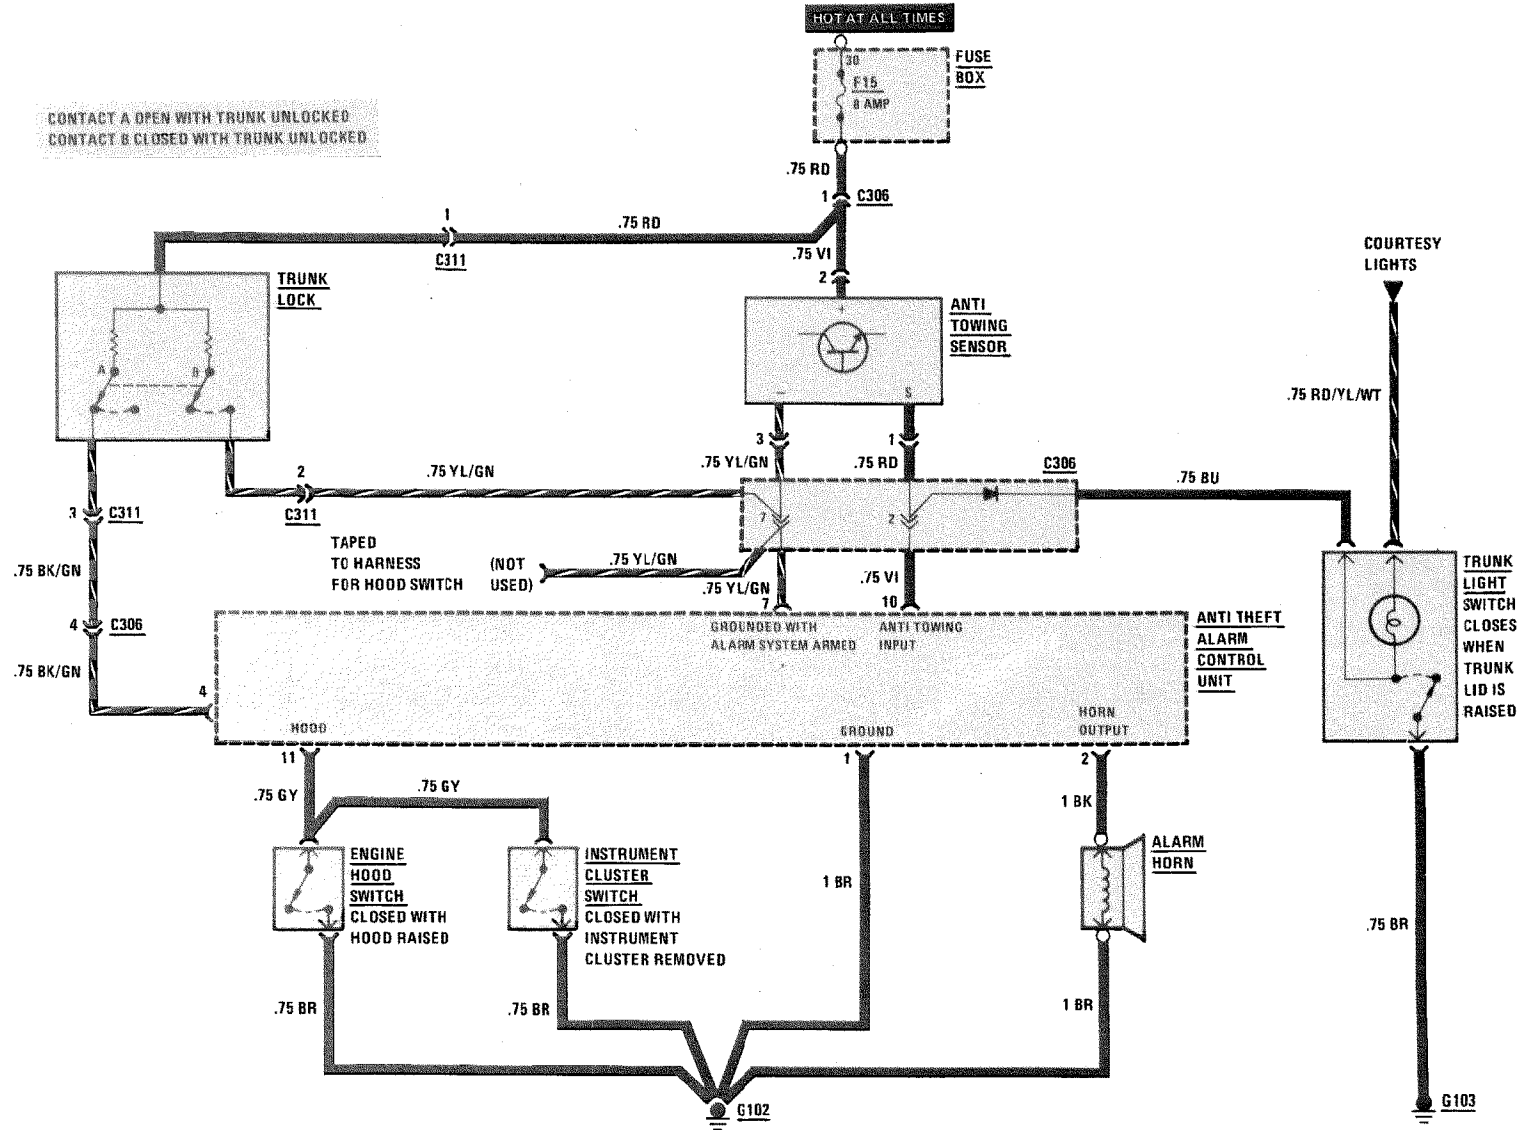 HOT AT ALL TIMES
30
F15
8 AMP
FUSE
BOX
CONTACT A OPEN WITH TRUNK UNLOCKED
CONTACT B CLOSED WITH TRUNK UNLOCKED
.75 RD
1
C306
1
.75 RD
C311
.75 VI
2
COURTESY
LIGHTS
TRUNK
LOCK
+
ANTI
TOWING
SENSOR
A
B
–
S
.75 RD/YL/WT
3
1
2
.75 YL/GN
.75 YL/GN
.75 RD
C306
.75 BU
C311
3
C311
7
2
TAPED
TO HARNESS
FOR HOOD SWITCH
(NOT
USED)
.75 YL/GN
.75 YL/GN
.75 VI
.75 BK/GN
7
10
4
C306
.75 BK/GN
4
GROUNDED WITH
ALARM SYSTEM ARMED
ANTI TOWING
INPUT
ANTI THEFT
ALARM
CONTROL
UNIT
TRUNK
LIGHT
SWITCH
CLOSES
WHEN
TRUNK
LID IS
RAISED
HOOD
GROUND
HORN
OUTPUT
11
1
2
.75 GY
.75 GY
1 BK
ENGINE
HOOD
SWITCH
CLOSED WITH
HOOD RAISED
INSTRUMENT
CLUSTER
SWITCH
CLOSED WITH
INSTRUMENT
CLUSTER REMOVED
1 BR
ALARM
HORN
.75 BR
.75 BR
.75 BR
1 BR
G102
G103